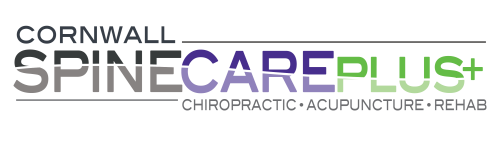 CORNWALL
SPINECAREPLUS+
CHIROPRACTIC • ACUPUNCTURE • REHAB